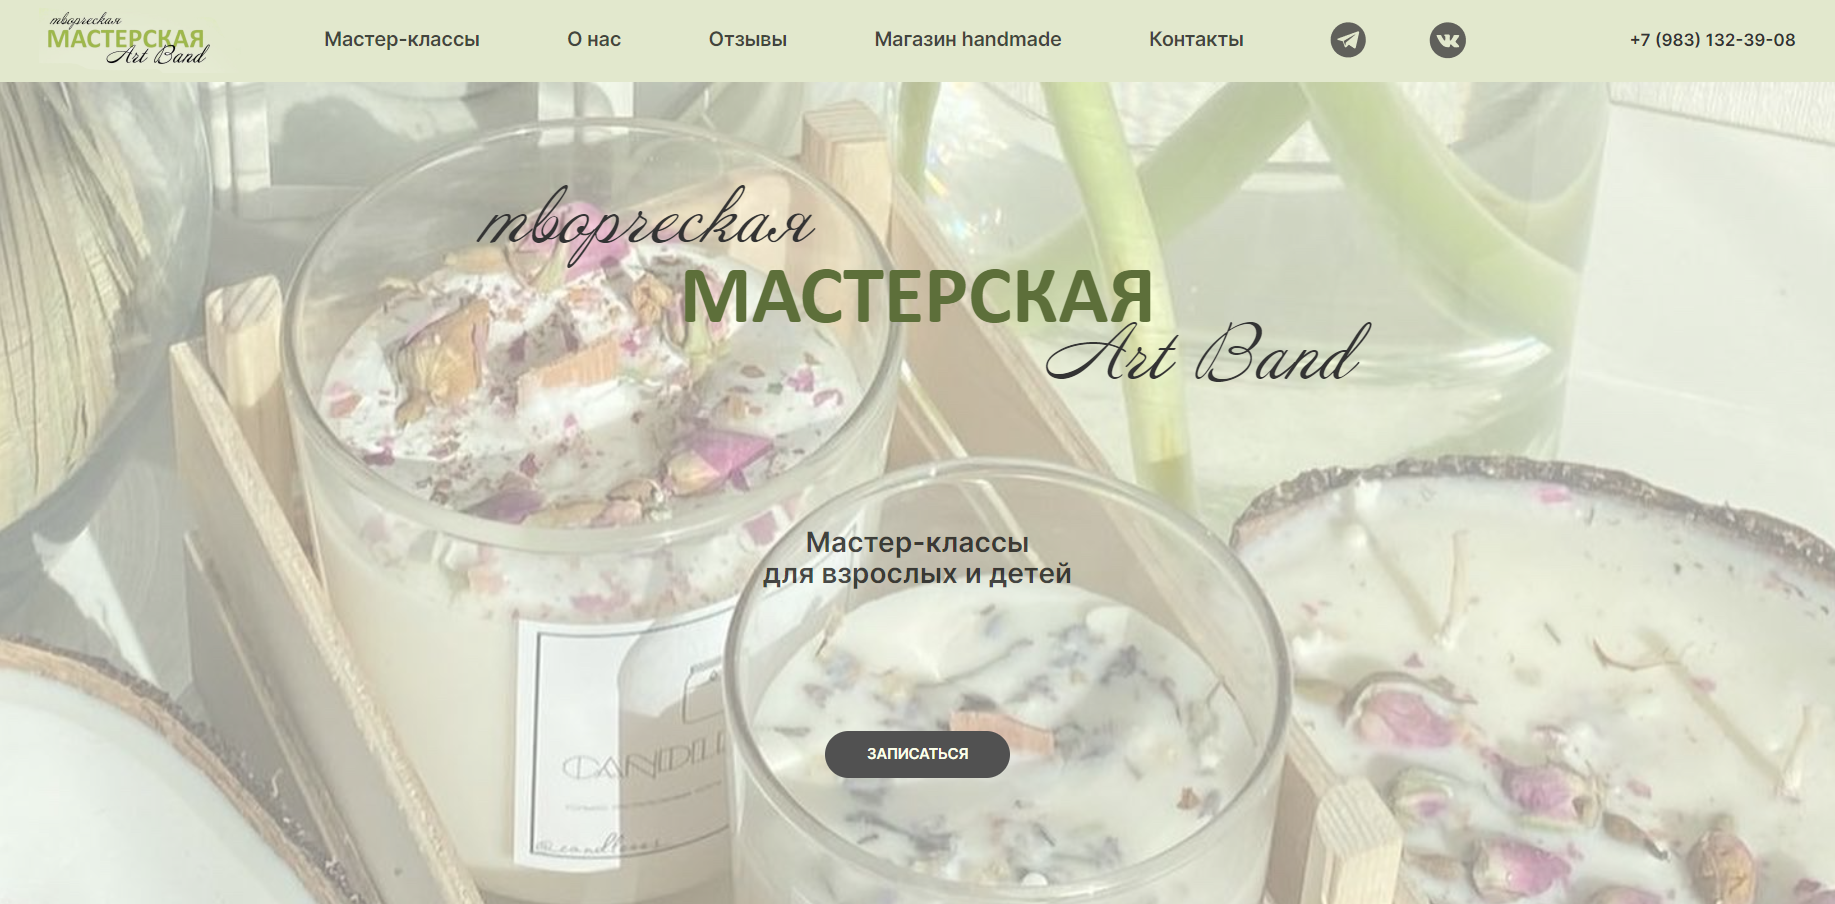 творческая
МАСТЕРСКАЯ
Art Band
Мастер-классы
О нас
Отзывы
Магазин handmade
Контакты
+7 (983) 132-39-08
творческая
МАСТЕРСКАЯ
Art Band
Мастер-классы
для взрослых и детей
ЗАПИСАТЬСЯ